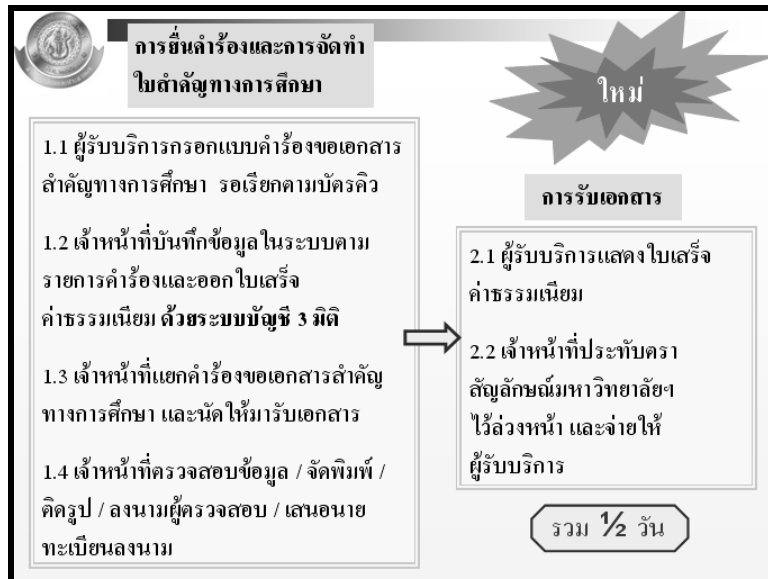 การยื่นคำร้องและการจัดทำ
ใบสำคัญทางการศึกษา
ใหม่
1.1 ผู้รับบริการกรอกแบบคำร้องขอเอกสาร
สำคัญทางการศึกษา รอเรียกตามบัตรคิว
1.2 เจ้าหน้าที่บันทึกข้อมูลในระบบตาม
รายการคำร้องและออกใบเสร็จ
ค่าธรรมเนียม ด้วยระบบบัญชี 3 มิติ
1.3 เจ้าหน้าที่แยกคำร้องขอเอกสารสำคัญ
ทางการศึกษา และนัดให้มารับเอกสาร
1.4 เจ้าหน้าที่ตรวจสอบข้อมูล / จัดพิมพ์ /
ติดรูป / ลงนามผู้ตรวจสอบ / เสนอนาย
ทะเบียนลงนาม
การรับเอกสาร
2.1 ผู้รับบริการแสดงใบเสร็จ
ค่าธรรมเนียม
2.2 เจ้าหน้าที่ประทับตรา
สัญลักษณ์มหาวิทยาลัยฯ
ไว้ล่วงหน้า และจ่ายให้
ผู้รับบริการ
รวม ½ วัน